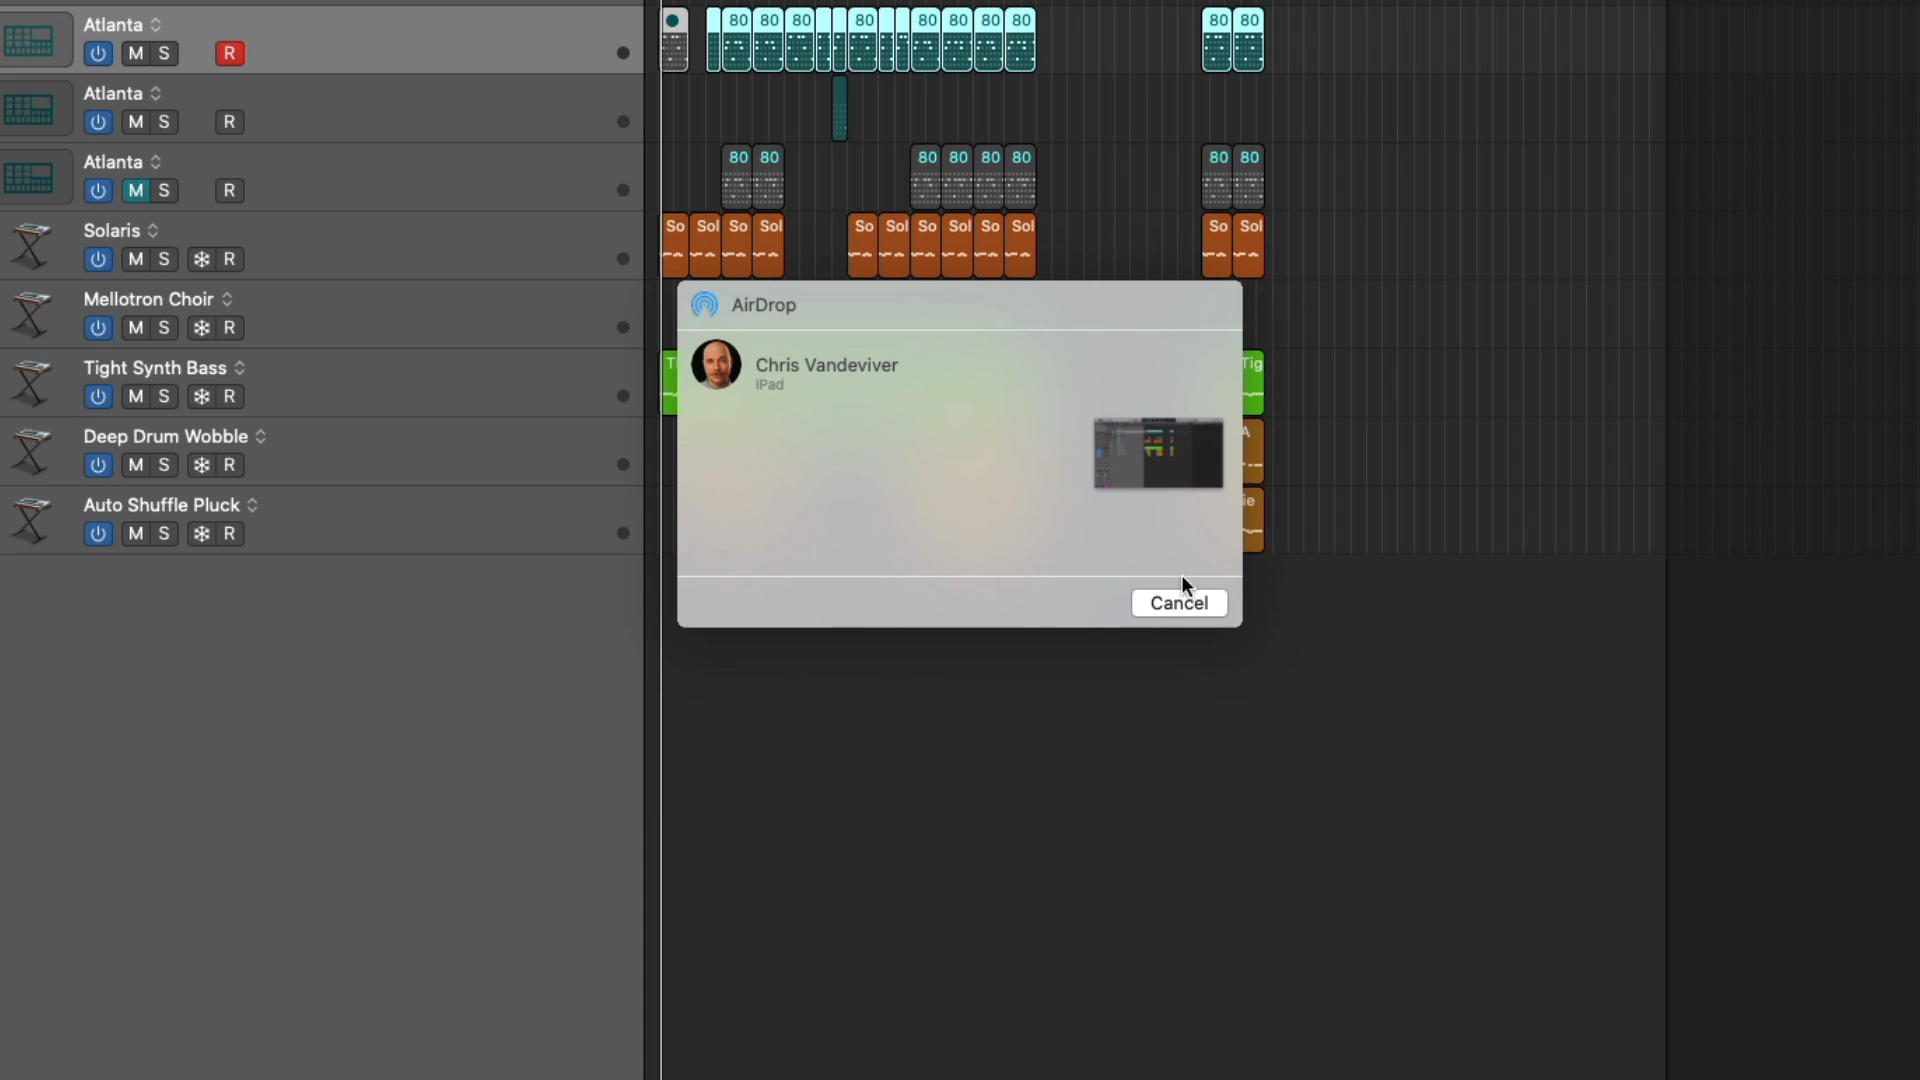 Atlanta
M S R
80 80 80 80 80 80 80 80 80 80
Atlanta
M S R
Atlanta
M S R
80 80 80 80 80 80 80 80
Solaris
M S R
So Sol So Sol So Sol So Sol So Sol So Sol
Mellotron Choir
M S R
AirDrop
Tight Synth Bass
M S R
Tig
Chris Vandeviver
iPad
Deep Drum Wobble
M S R
A
Auto Shuffle Pluck
M S R
ie
Cancel